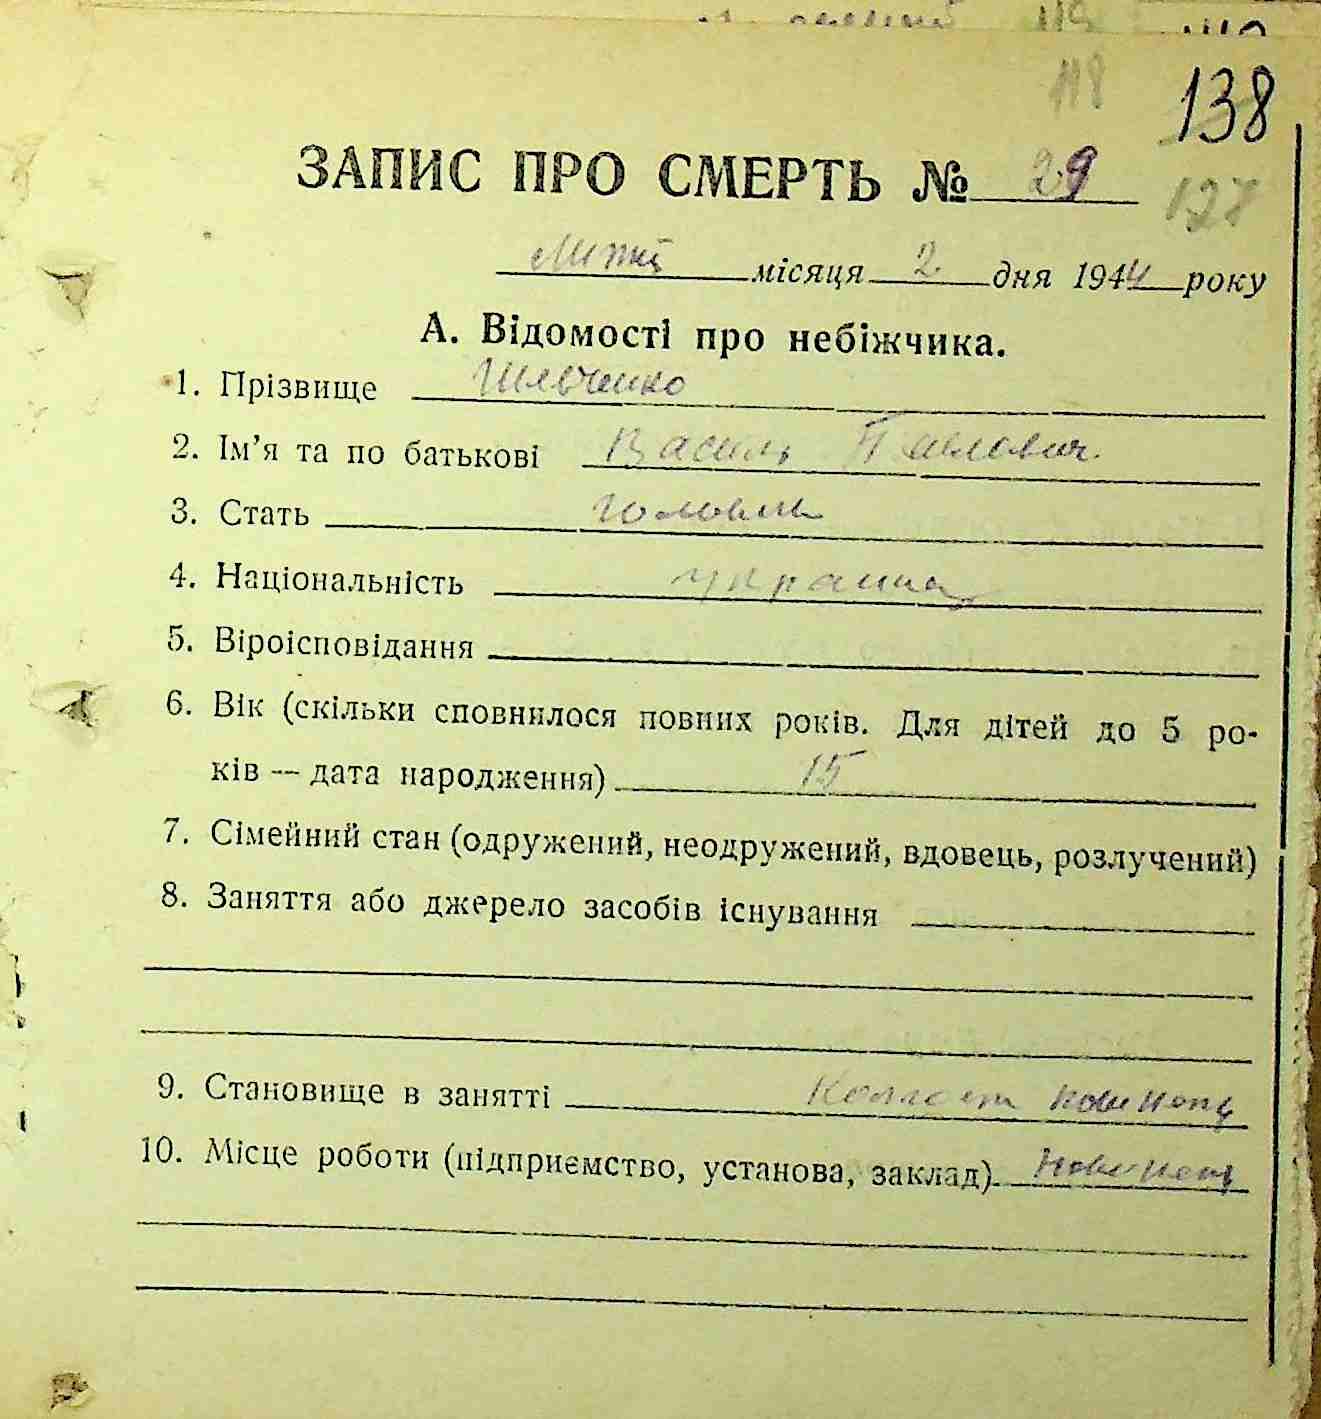 118
138
ЗАПИС ПРО СМЕРТЬ № 29
128
місяця 2 дня 1944 року
А. Відомості про небіжчика.
1. Прізвище Шевченко
2. Ім’я та по батькові Василь Павлович
3. Стать
4. Національність
5. Віроісповідання
6. Вік (скільки сповнилося повних років. Для дітей до 5 ро-
ків — дата народження) 15
7. Сімейний стан (одружений, неодружений, вдовець, розлучений)
8. Заняття або джерело засобів існування
9. Становище в занятті
10. Місце роботи (підприємство, установа, заклад)